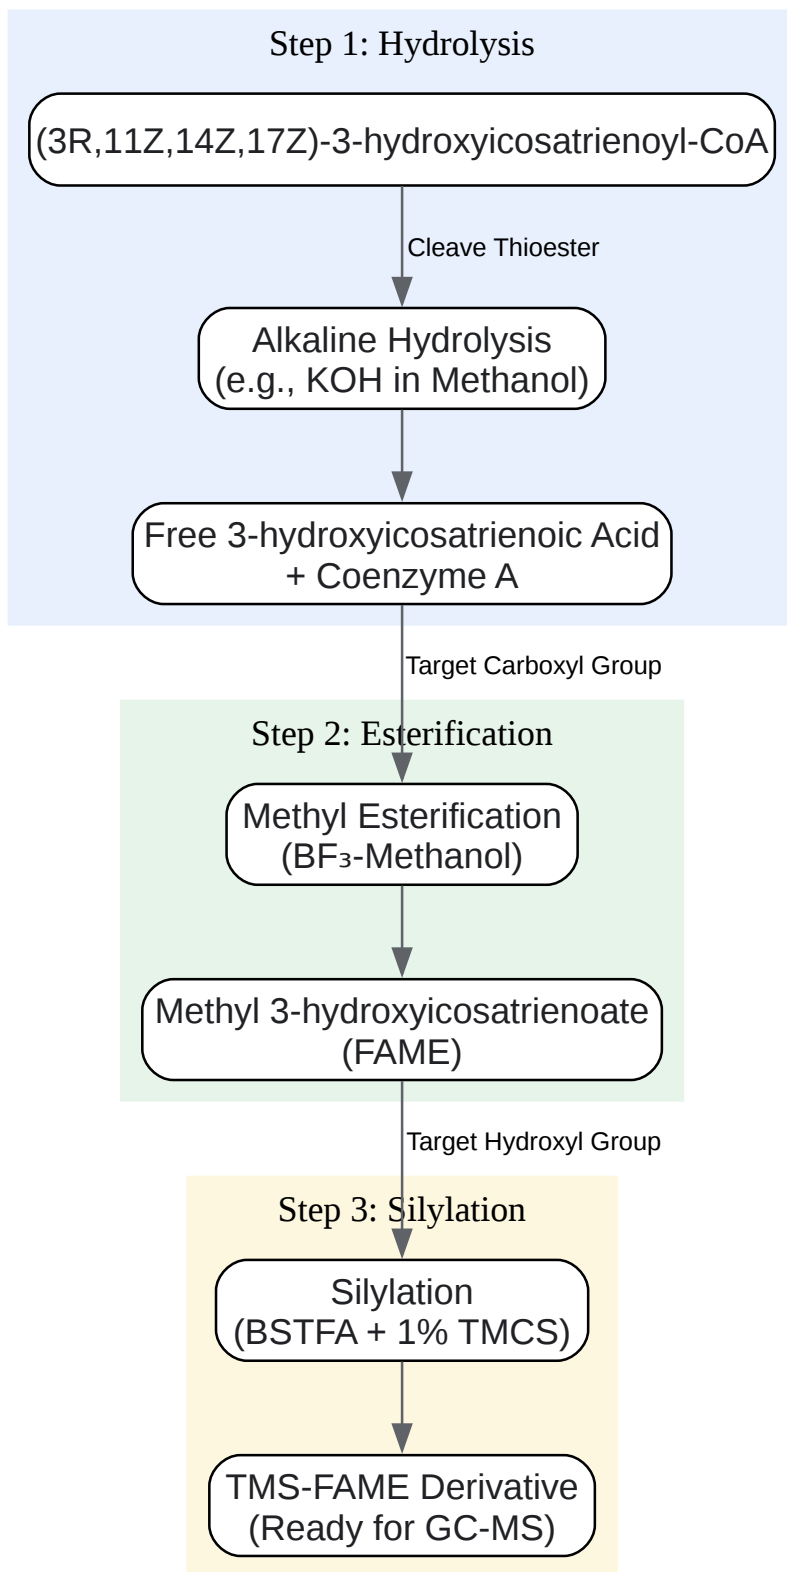 Step 1: Hydrolysis
(3R,11Z,14Z,17Z)-3-hydroxyicosatrienoyl-CoA
Cleave Thioester
Alkaline Hydrolysis
(e.g., KOH in Methanol)
Free 3-hydroxyicosatrienoic Acid
+ Coenzyme A
Target Carboxyl Group
Step 2: Esterification
Methyl Esterification
(BF₃-Methanol)
Methyl 3-hydroxyicosatrienoate
(FAME)
Target Hydroxyl Group
Step 3: Silylation
Silylation
(BSTFA + 1% TMCS)
TMS-FAME Derivative
(Ready for GC-MS)